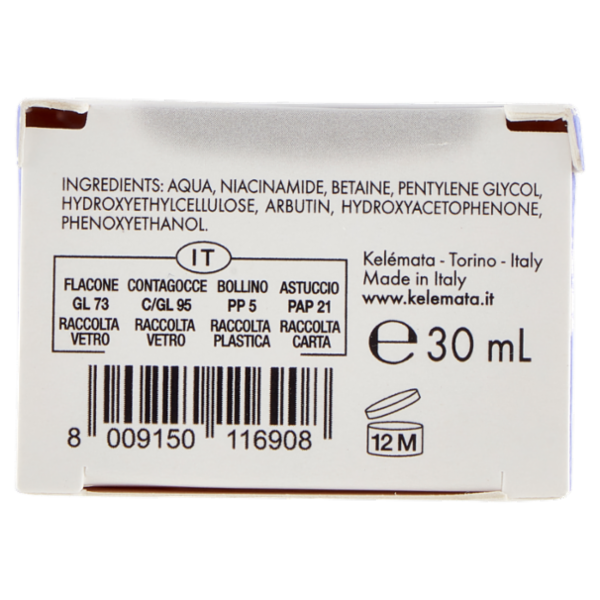 INGREDIENTS: AQUA, NIACINAMIDE, BETAINE, PENTYLENE GLYCOL,
HYDROXYETHYLCELLULOSE, ARBUTIN, HYDROXYACETOPHENONE,
PHENOXYETHANOL.
IT
FLACONE CONTAGOCCE BOLLINO ASTUCCIO
GL 73 C/GL 95 PP 5 PAP 21
RACCOLTA RACCOLTA RACCOLTA RACCOLTA
VETRO VETRO PLASTICA CARTA
Kelémata - Torino - Italy
Made in Italy
www.kelemata.it
e 30 mL
8 009150 116908
12 M